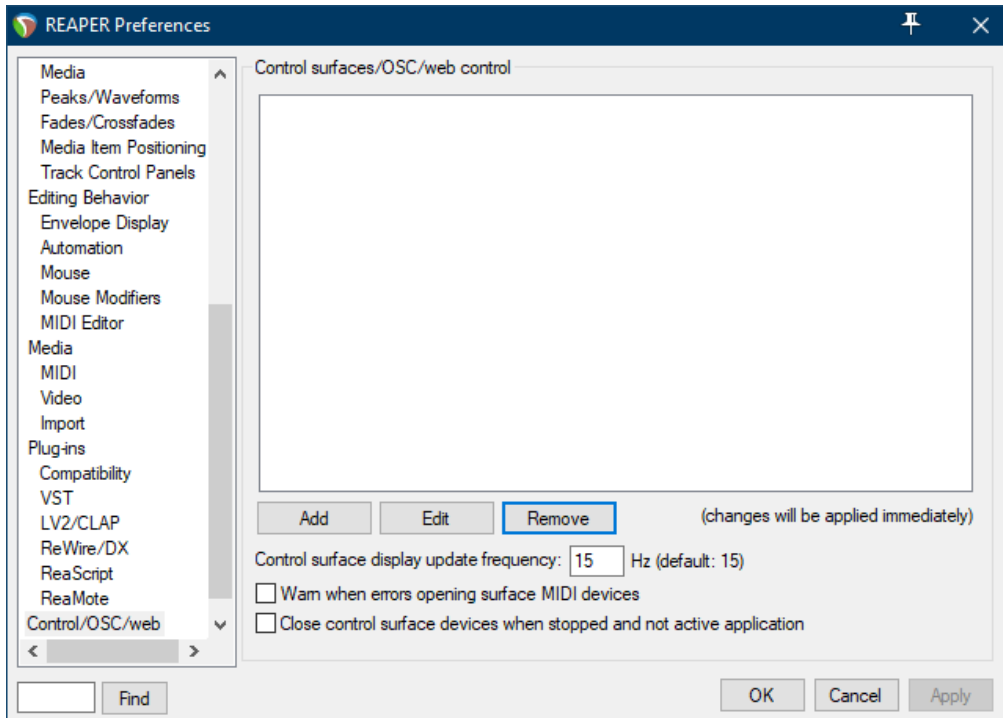 REAPER Preferences
Media
Peaks/Waveforms
Fades/Crossfades
Media Item Positioning
Track Control Panels
Editing Behavior
Envelope Display
Automation
Mouse
Mouse Modifiers
MIDI Editor
Media
MIDI
Video
Import
Plug-ins
Compatibility
VST
LV2/CLAP
ReWire/DX
ReaScript
ReaMote
Control/OSC/web
Find
Control surfaces/OSC/web control
Add Edit Remove (changes will be applied immediately)
Control surface display update frequency: 15 Hz (default: 15)
Warn when errors opening surface MIDI devices
Close control surface devices when stopped and not active application
OK Cancel Apply